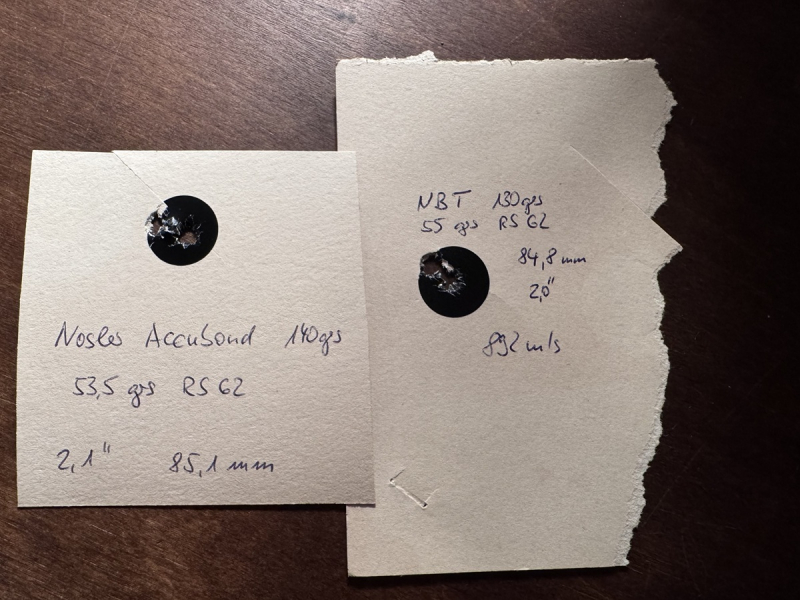 Nosler Accubond 140grs
53,5 grs RS 62
2,1" 85,1 mm
NBT 130grs
55 grs RS 62
84,8 mm
2,0"
892 m/s